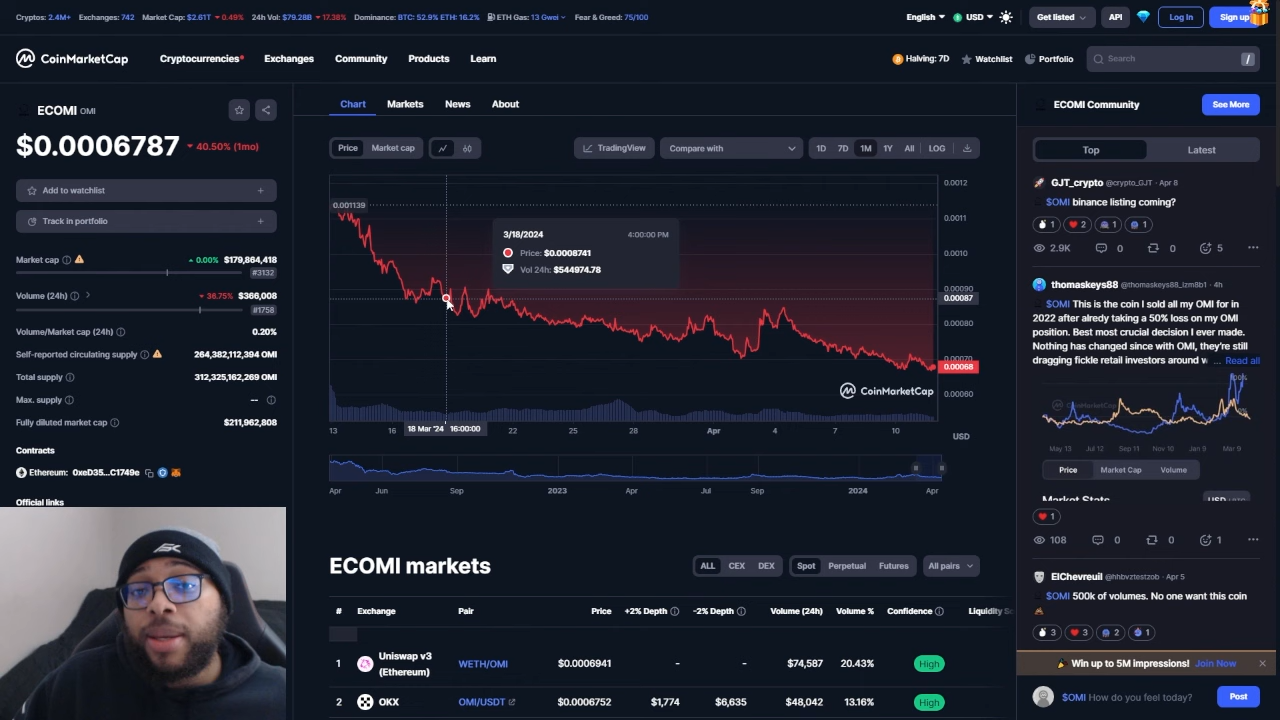 Cryptos: 2.4M+ Exchanges: 742 Market Cap: $2.61T 0.49% 24h Vol: $79.28B 17.38% Dominance: BTC: 52.9% ETH: 16.2% ETH Gas: 13 Gwei Fear & Greed: 75/100
English USD Get listed API Log In Sign up
CoinMarketCap Cryptocurrencies Exchanges Community Products Learn
Halving: 7D Watchlist Portfolio Search /
ECOMI OMI
$0.0006787 40.50% (1mo)
Add to watchlist +
Track in portfolio +
Market cap 0.00% $179,864,418
#3132
Volume (24h) 36.75% $366,008
#1758
Volume/Market cap (24h) 0.20%
Self-reported circulating supply 264,382,112,394 OMI
Total supply 312,325,162,269 OMI
Max. supply --
Fully diluted market cap $211,962,808
Contracts
Ethereum: 0xeD35...C1749e
Official links
Chart Markets News About
Price Market cap TradingView Compare with 1D 7D 1M 1Y All LOG
0.001139
3/18/2024 4:00:00 PM
Price: $0.0008741
Vol 24h: $544974.78
0.0012
0.0011
0.0010
0.00090
0.00087
0.00080
0.00070
0.00068
0.00060
CoinMarketCap
13 16 18 Mar '24 16:00:00 22 25 28 Apr 4 7 10 USD
Apr Jun Sep 2023 Apr Jul Sep 2024 Apr
ECOMI markets
ALL CEX DEX Spot Perpetual Futures All pairs
# Exchange Pair Price +2% Depth -2% Depth Volume (24h) Volume % Confidence Liquidity
1 Uniswap v3 (Ethereum) WETH/OMI $0.0006941 - - $74,587 20.43% High
2 OKX OMI/USDT $0.0006752 $1,774 $6,635 $48,042 13.16% High
ECOMI Community See More
Top Latest
GJT_crypto @crypto_GJT · Apr 8
$OMI binance listing coming?
1 2 1 1
2.9K 0 0 5 ...
thomaskeys88 @thomaskeys88_Izm8b1 · 4h
$OMI This is the coin I sold all my OMI for in
2022 after alredy taking a 50% loss on my OMI
position. Best most crucial decision I ever made.
Nothing has changed since with OMI, they're still
dragging fickle retail investors around ... Read all
CoinMarketCap
May 13 Jul 12 Sep 11 Nov 10 Jan 9 Mar 9
Price Market Cap Volume
Market Stats USD
1
108 0 0 1 ...
ElChevreuil @hhbvztestzob · Apr 5
$OMI 500k of volumes. No one want this coin
3 3 2 1
Win up to 5M impressions! Join Now
$OMI How do you feel today? Post